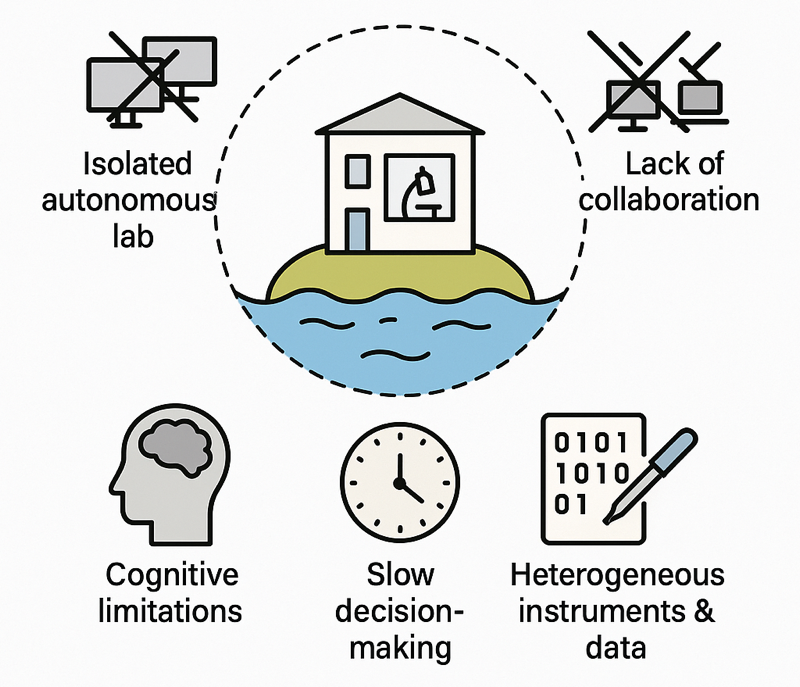 Isolated
autonomous
lab
Lack of
collaboration
Cognitive
limitations
Slow
decision-
making
0101
1010
01
Heterogeneous
instruments &
data